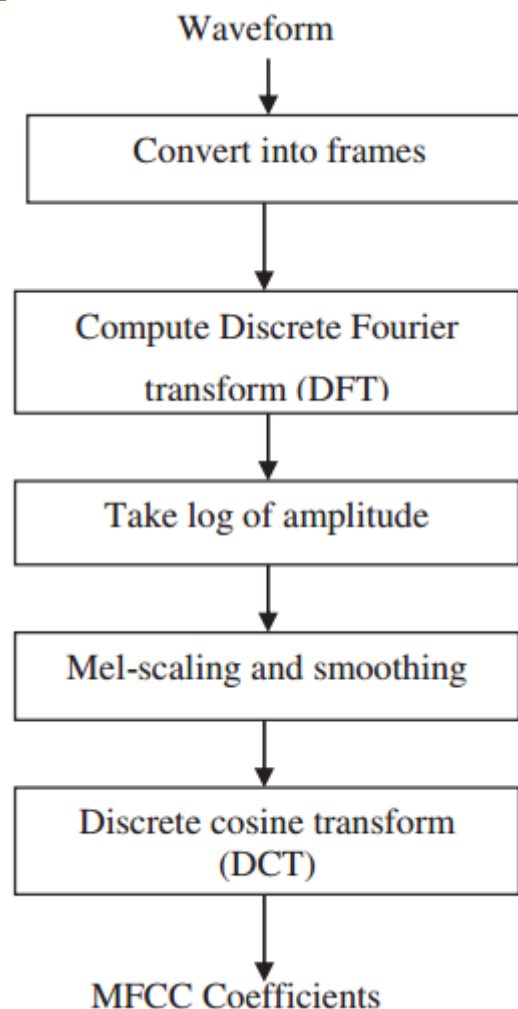 Waveform
Convert into frames
Compute Discrete Fourier
transform (DFT)
Take log of amplitude
Mel-scaling and smoothing
Discrete cosine transform
(DCT)
MFCC Coefficients